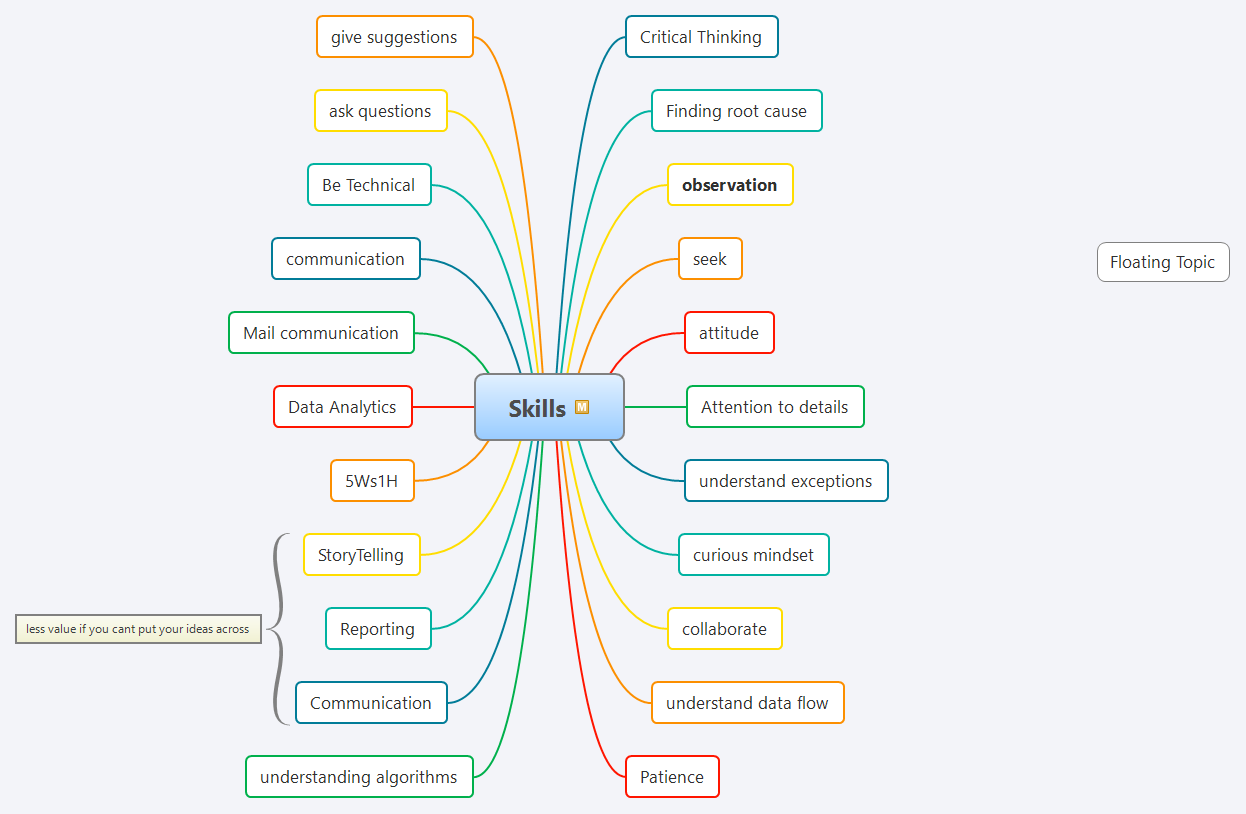 give suggestions
ask questions
Be Technical
communication
Mail communication
Data Analytics
5Ws1H
StoryTelling
Reporting
Communication
understanding algorithms
less value if you cant put your ideas across
Skills M
Critical Thinking
Finding root cause
observation
seek
attitude
Attention to details
understand exceptions
curious mindset
collaborate
understand data flow
Patience
Floating Topic